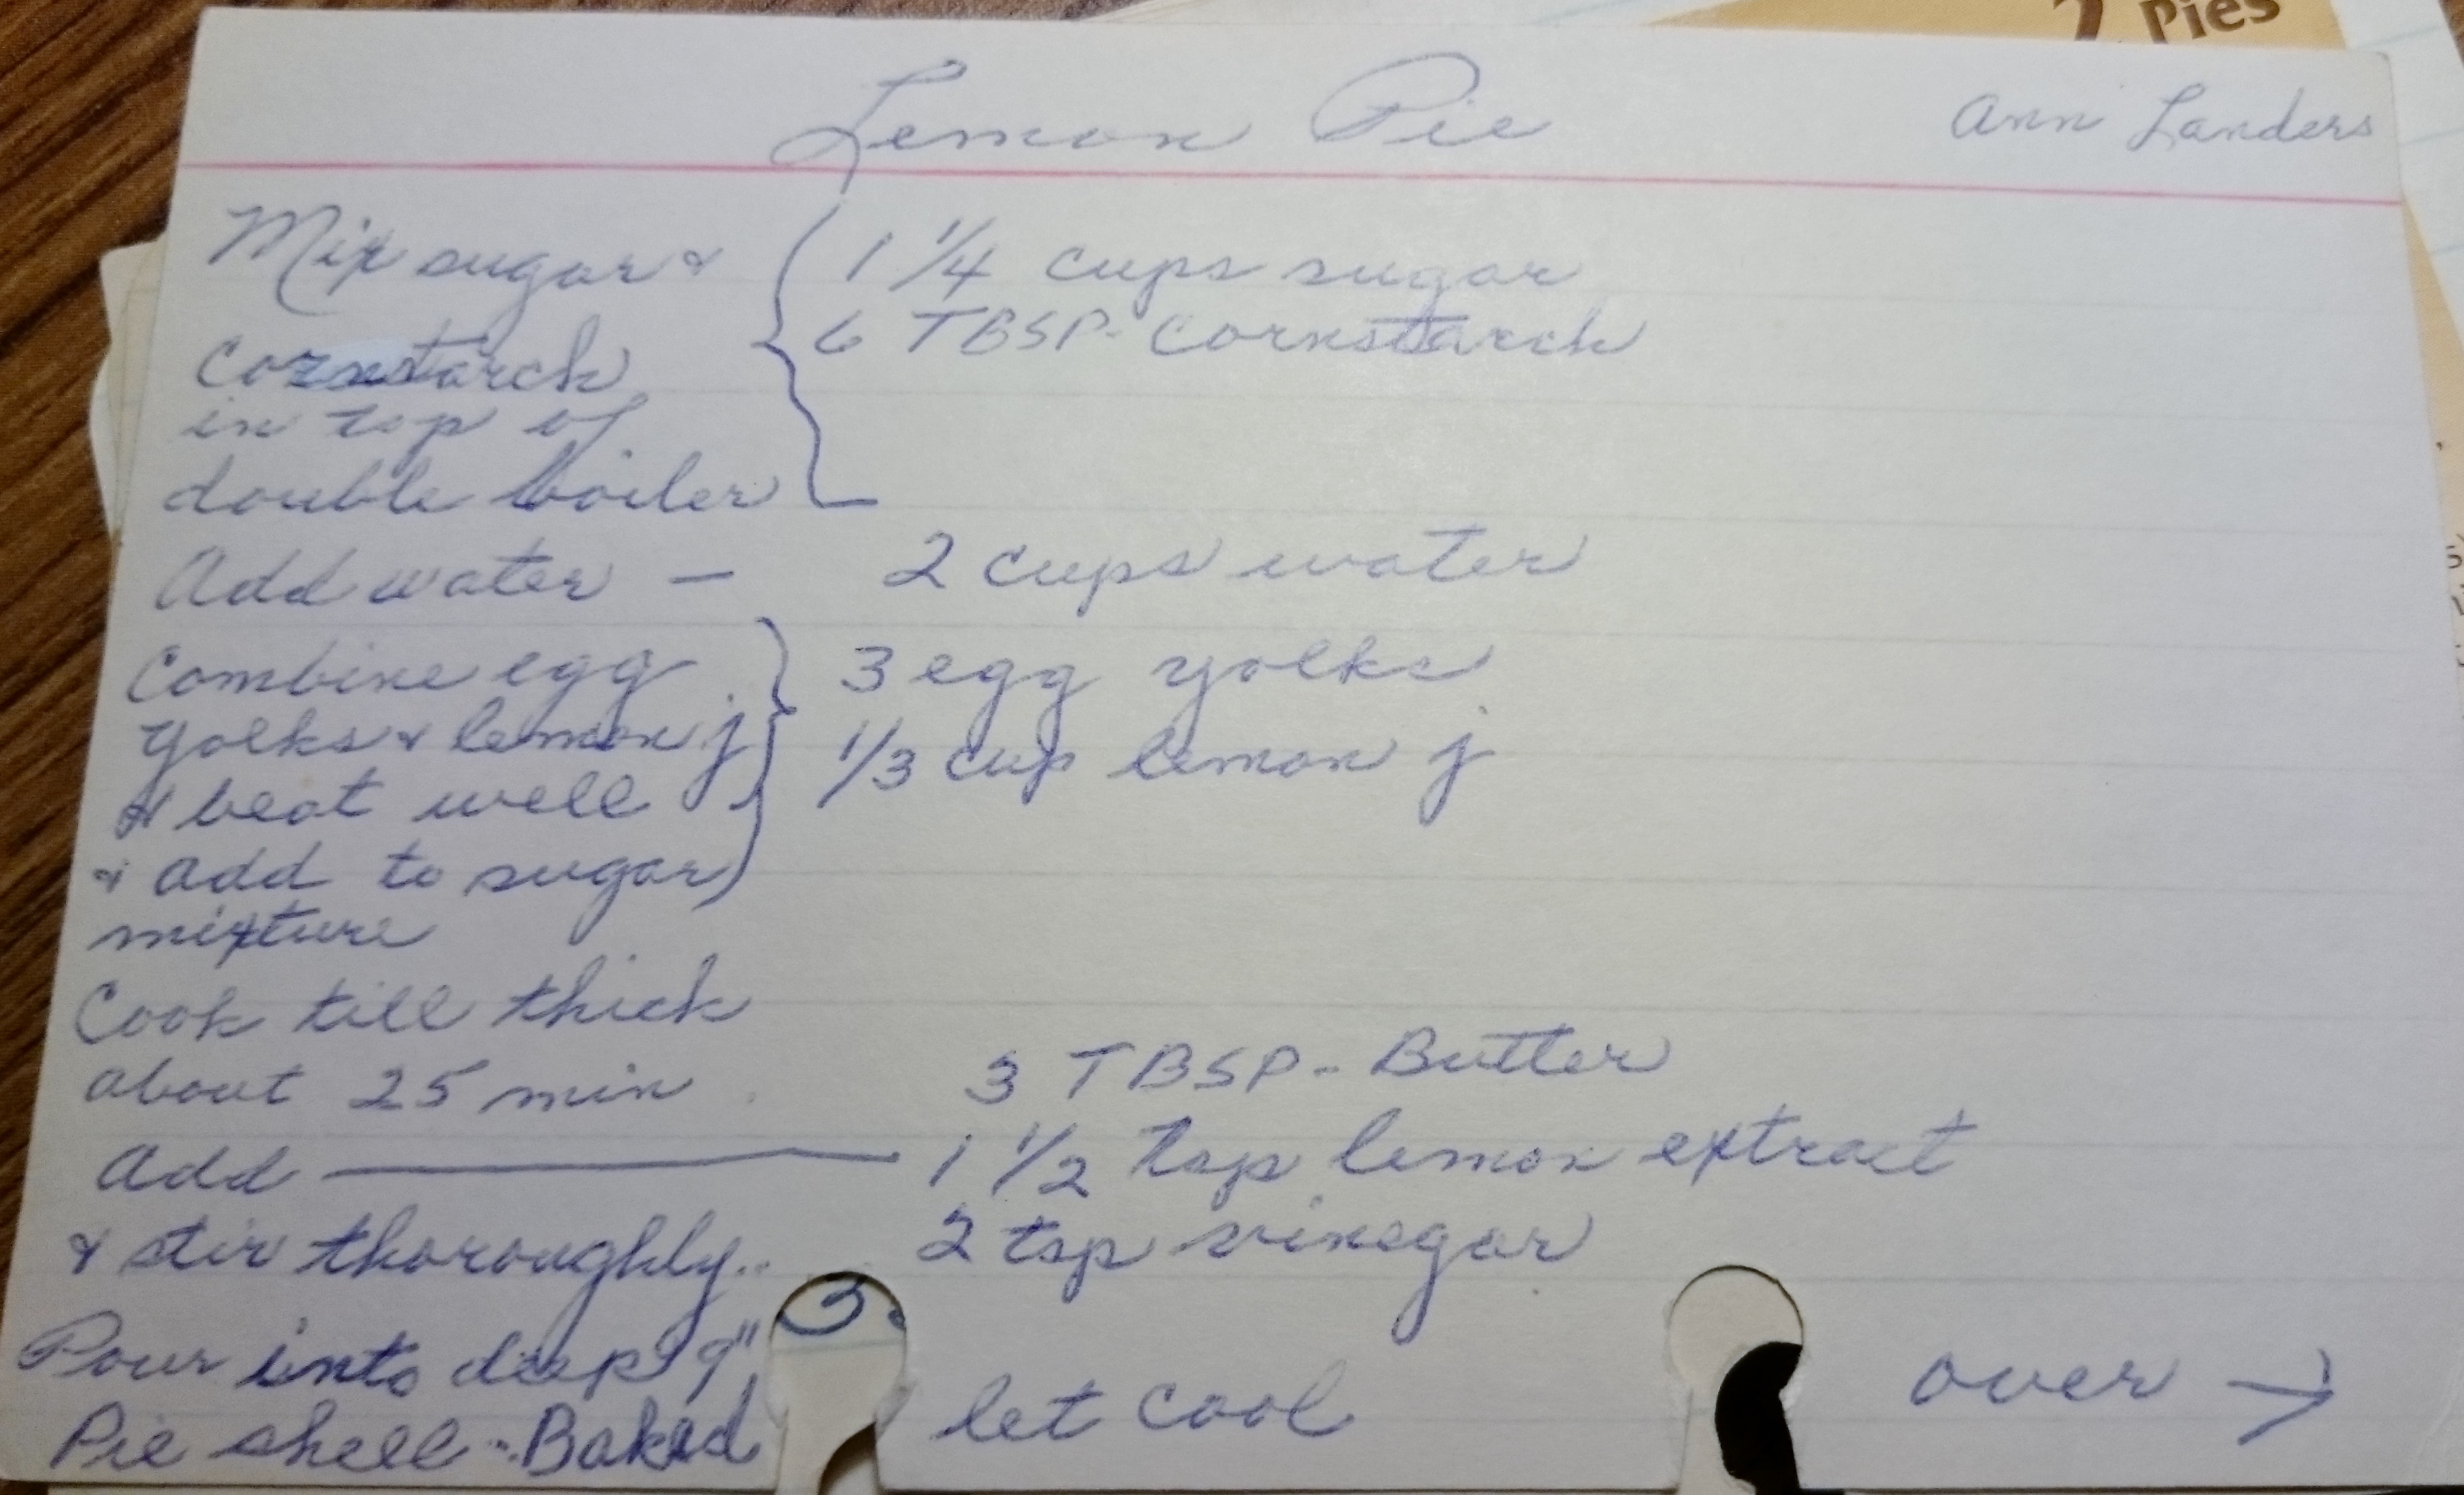 2 Pies
Lemon Pie
Ann Landers
Mix sugar & { 1 1/4 cups sugar
cornstarch 6 TBSP. Cornstarch
in top of
double boiler
Add water — 2 cups water
Combine egg } 3 egg yolks
yolks & lemon j 1/3 cup lemon j
& beat well
& add to sugar
mixture
Cook till thick
about 25 min. 3 TBSP. Butter
Add — 1 1/2 tsp lemon extract
& stir thoroughly.. 2 tsp vinegar
3.
Pour into deep 9"
Pie shell - Baked let cool
over →